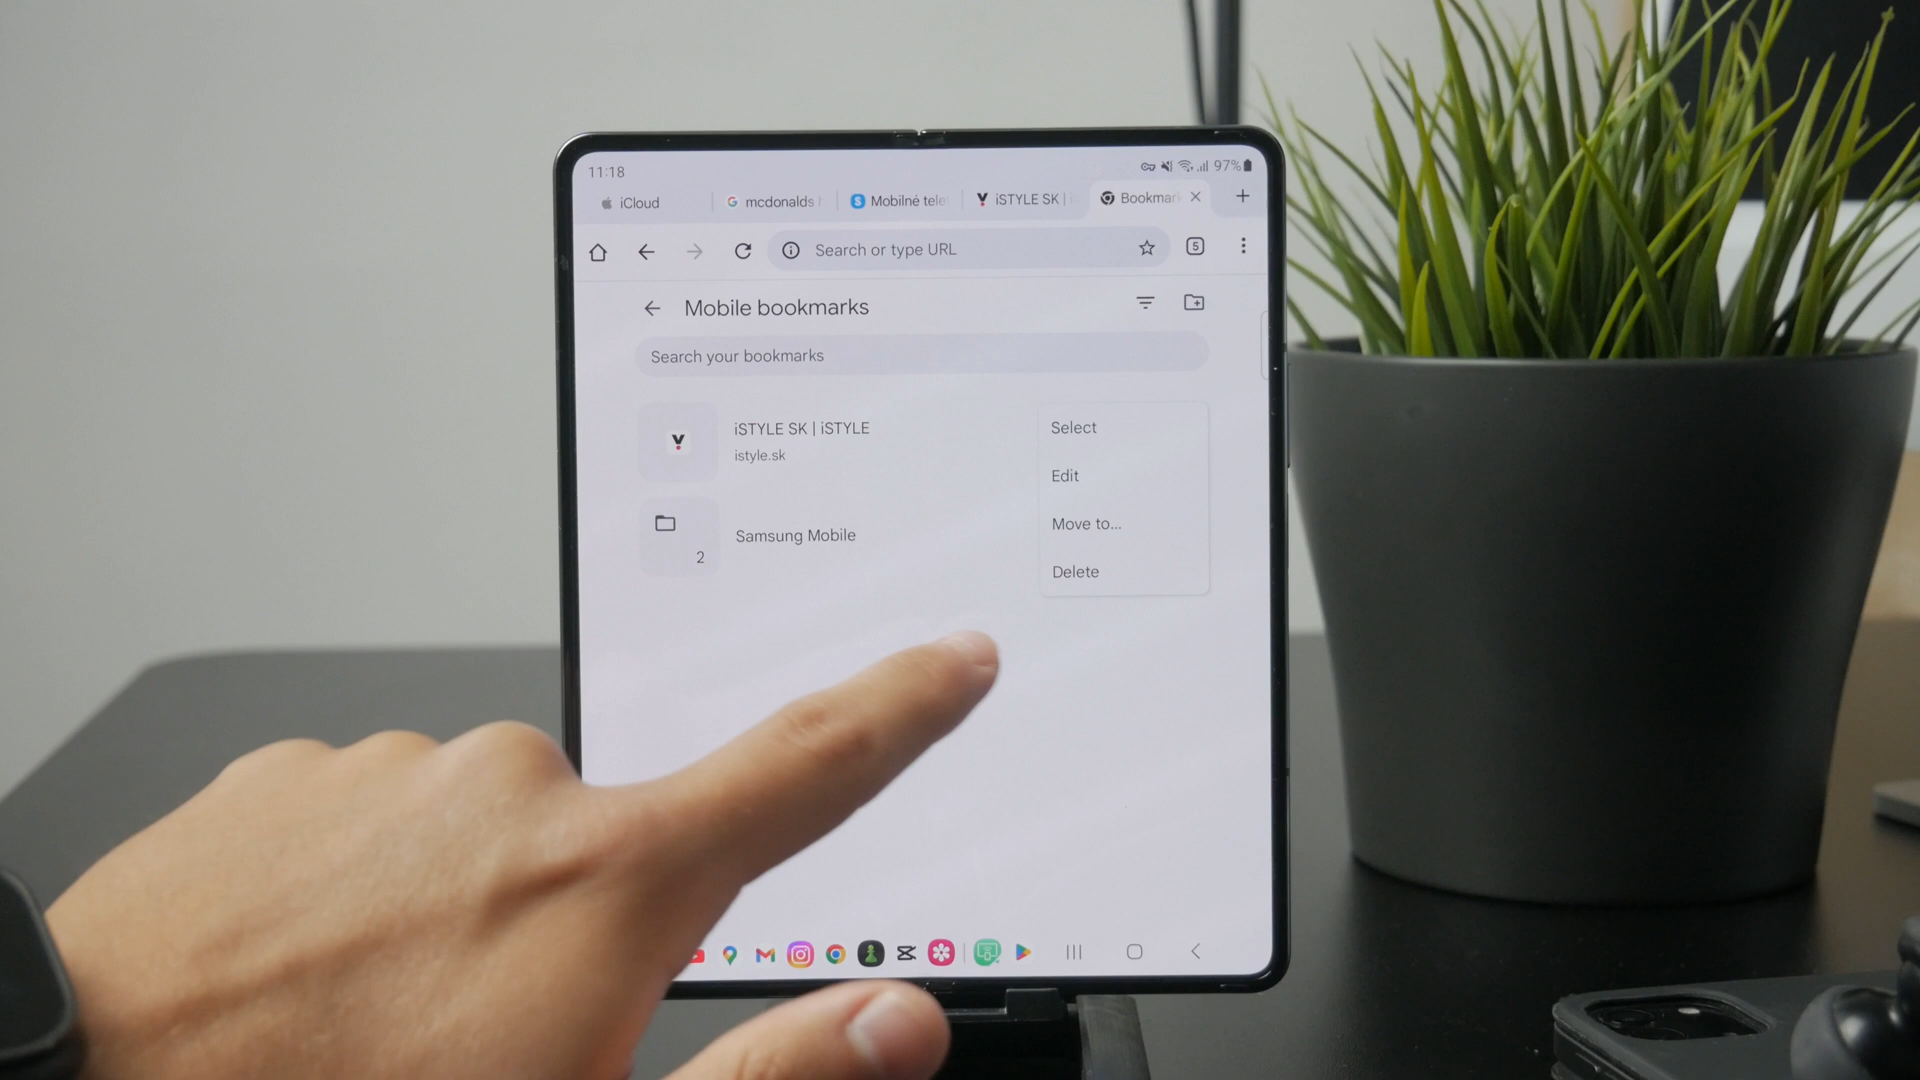 11:18
97%
iCloud
mcdonalds
Mobilné tele
iSTYLE SK |
Bookmar
Search or type URL
5
Mobile bookmarks
Search your bookmarks
iSTYLE SK | iSTYLE
istyle.sk
Samsung Mobile
2
Select
Edit
Move to...
Delete